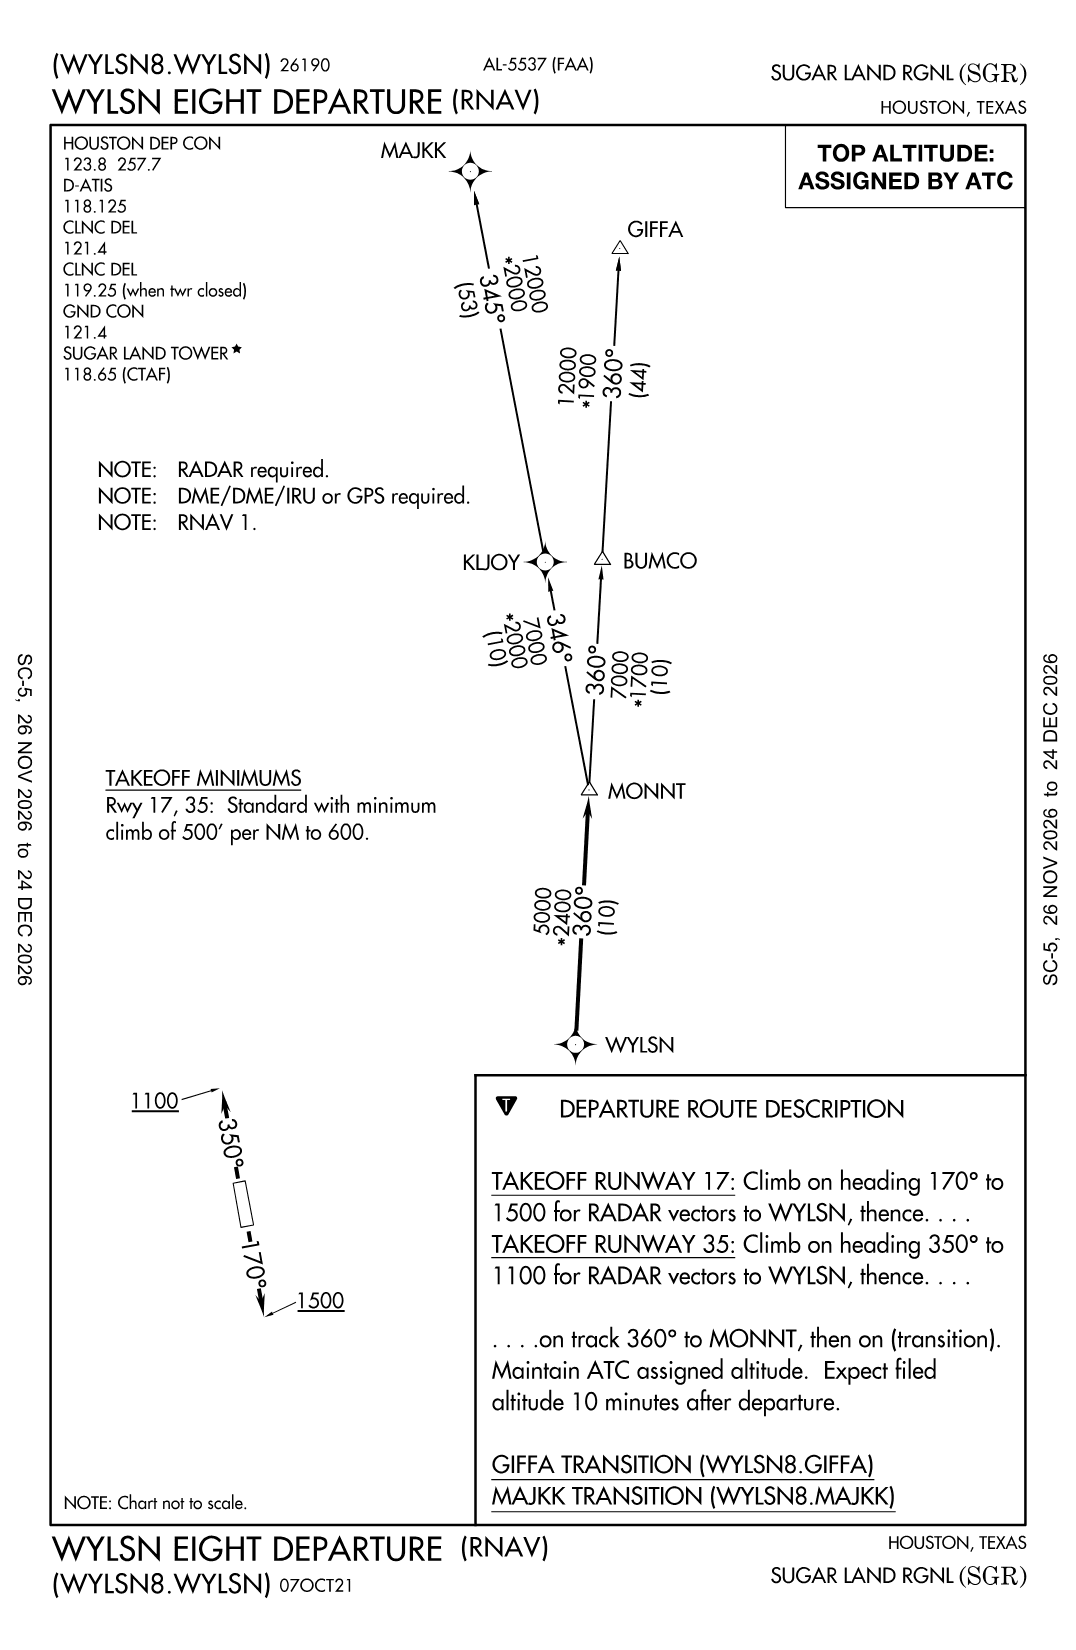 (WYLSN8.WYLSN) 26190
AL-5537 (FAA)
SUGAR LAND RGNL (SGR)
WYLSN EIGHT DEPARTURE (RNAV)
HOUSTON, TEXAS
HOUSTON DEP CON
123.8 257.7
D-ATIS
118.125
CLNC DEL
121.4
CLNC DEL
119.25 (when twr closed)
GND CON
121.4
SUGAR LAND TOWER★
118.65 (CTAF)
TOP ALTITUDE:
ASSIGNED BY ATC
MAJKK
GIFFA
12000
*2000
345°
(53)
12000
*1900
360°
(44)
NOTE: RADAR required.
NOTE: DME/DME/IRU or GPS required.
NOTE: RNAV 1.
KLJOY
BUMCO
346°
7000
*2000
(10)
360°
7000
*1700
(10)
TAKEOFF MINIMUMS
Rwy 17, 35: Standard with minimum
climb of 500' per NM to 600.
MONNT
5000
*2400
360°
(10)
WYLSN
1100
350°
170°
1500
T
DEPARTURE ROUTE DESCRIPTION
TAKEOFF RUNWAY 17: Climb on heading 170° to
1500 for RADAR vectors to WYLSN, thence. . . .
TAKEOFF RUNWAY 35: Climb on heading 350° to
1100 for RADAR vectors to WYLSN, thence. . . .
. . . .on track 360° to MONNT, then on (transition).
Maintain ATC assigned altitude. Expect filed
altitude 10 minutes after departure.
GIFFA TRANSITION (WYLSN8.GIFFA)
MAJKK TRANSITION (WYLSN8.MAJKK)
NOTE: Chart not to scale.
SC-5, 26 NOV 2026 to 24 DEC 2026
SC-5, 26 NOV 2026 to 24 DEC 2026
WYLSN EIGHT DEPARTURE (RNAV)
HOUSTON, TEXAS
(WYLSN8.WYLSN) 07OCT21
SUGAR LAND RGNL (SGR)